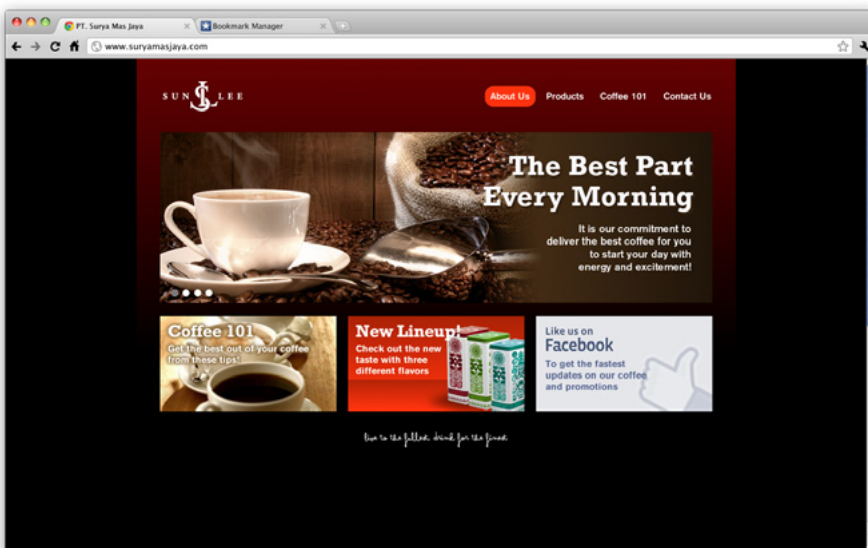 PT. Surya Mas Jaya
Bookmark Manager
www.suryamasjaya.com
SUN SL LEE
About Us Products Coffee 101 Contact Us
The Best Part
Every Morning
It is our commitment to
deliver the best coffee for you
to start your day with
energy and excitement!
Coffee 101
Get the best out of your coffee
from these tips!
New Lineup!
Check out the new
taste with three
different flavors
Like us on
Facebook
To get the fastest
updates on our coffee
and promotions
live to the fullest, drink for the finest